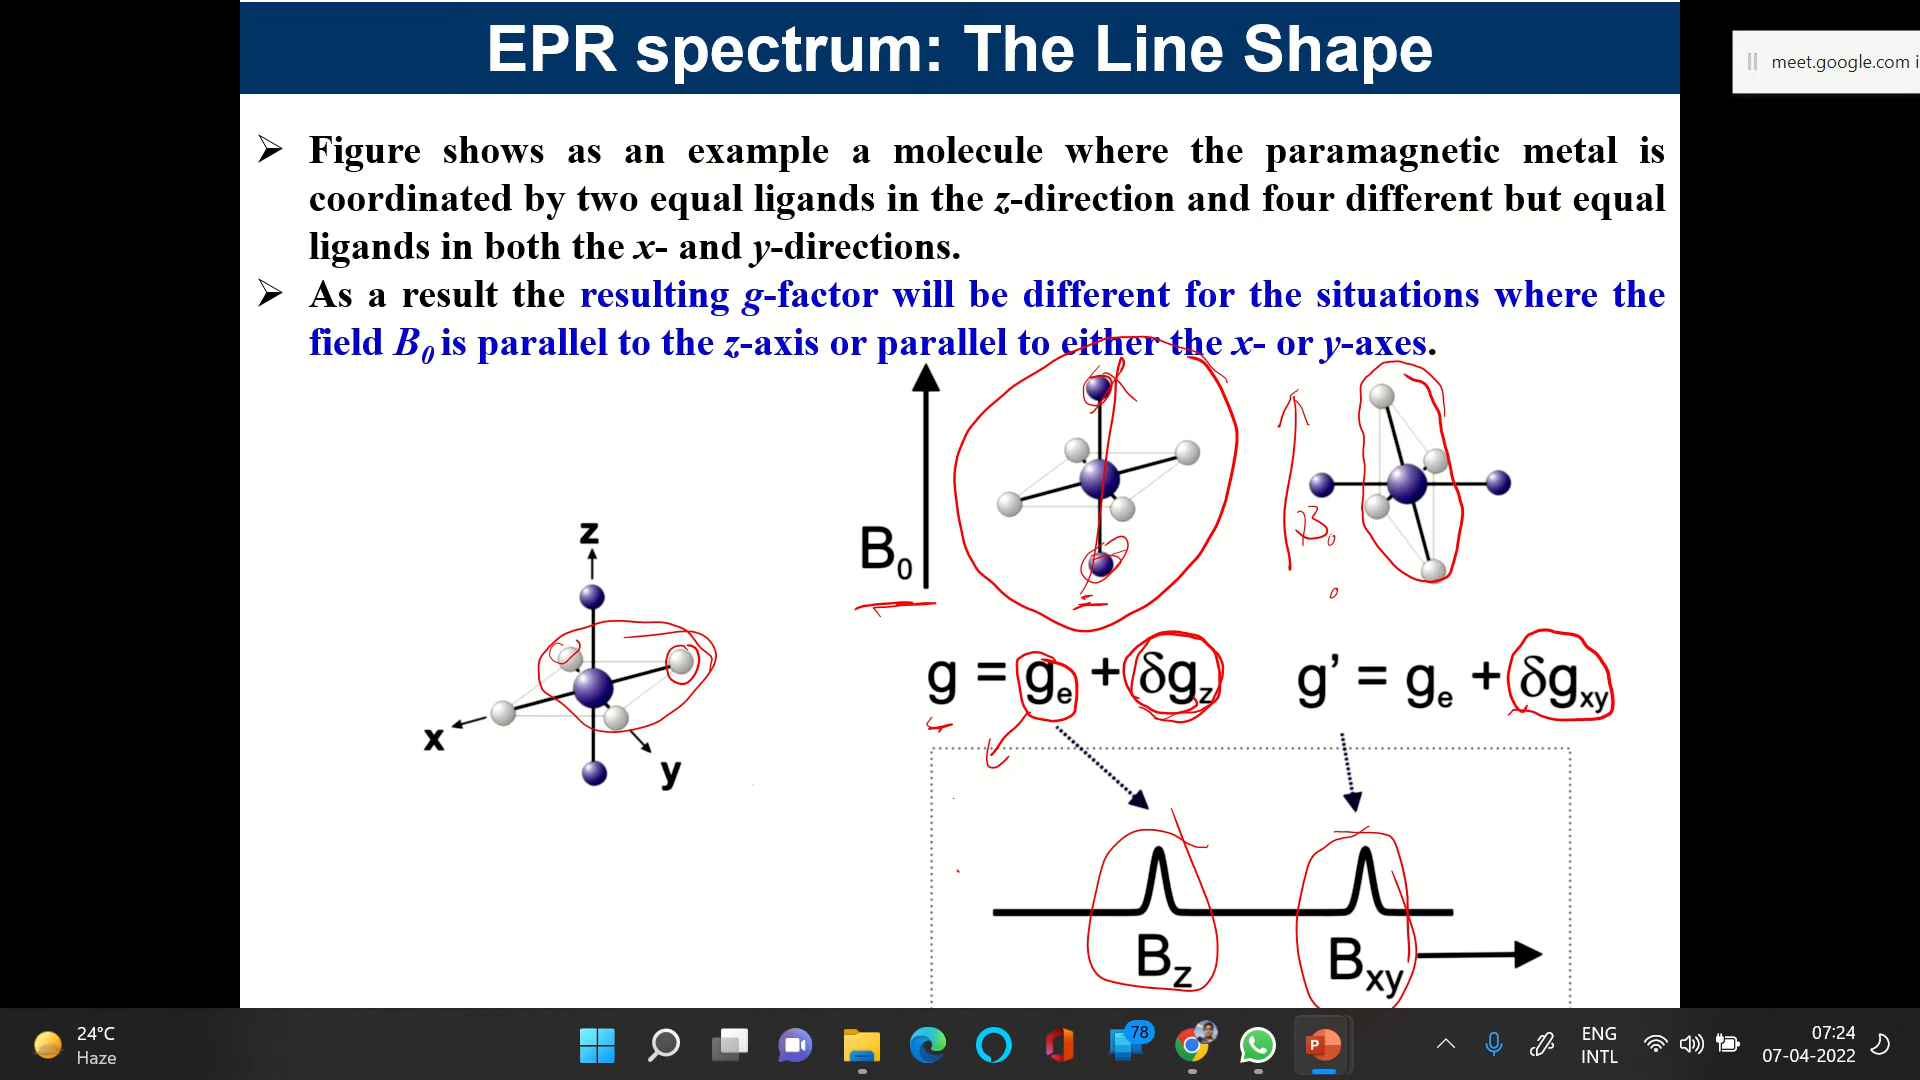 EPR spectrum: The Line Shape
meet.google.com i
➢ Figure shows as an example a molecule where the paramagnetic metal is
coordinated by two equal ligands in the z-direction and four different but equal
ligands in both the x- and y-directions.
➢ As a result the resulting g-factor will be different for the situations where the
field B0 is parallel to the z-axis or parallel to either the x- or y-axes.
B0
B0
z
x
y
g = ge + δgz
g’ = ge + δgxy
Bz
Bxy
24°C
Haze
78
ENG
INTL
07:24
07-04-2022